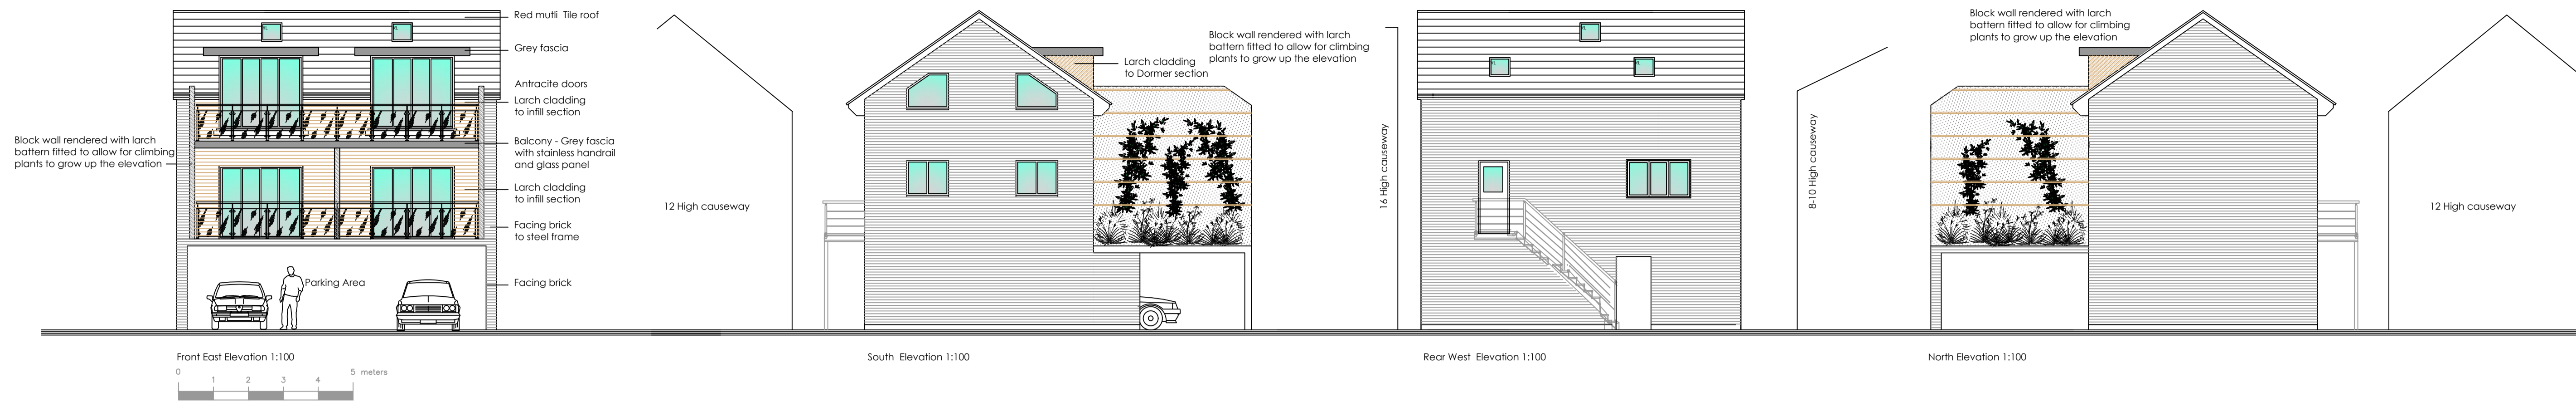 Red mutli Tile roof
Grey fascia
Antracite doors
Larch cladding
to infill section
Block wall rendered with larch
battern fitted to allow for climbing
plants to grow up the elevation
Balcony - Grey fascia
with stainless handrail
and glass panel
Larch cladding
to infill section
Facing brick
to steel frame
Parking Area
Facing brick
Front East Elevation 1:100
0 1 2 3 4 5 meters
12 High causeway
Larch cladding
to Dormer section
Block wall rendered with larch
battern fitted to allow for climbing
plants to grow up the elevation
South Elevation 1:100
16 High causeway
Rear West Elevation 1:100
8-10 High causeway
Block wall rendered with larch
battern fitted to allow for climbing
plants to grow up the elevation
North Elevation 1:100
12 High causeway